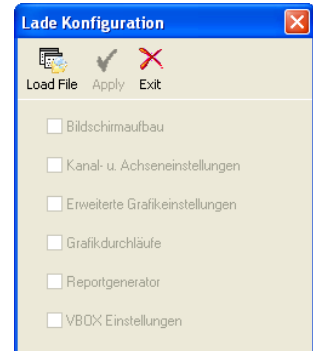 Lade Konfiguration
Load File Apply Exit
Bildschirmaufbau
Kanal- u. Achseneinstellungen
Erweiterte Grafikeinstellungen
Grafikdurchläufe
Reportgenerator
VBOX Einstellungen